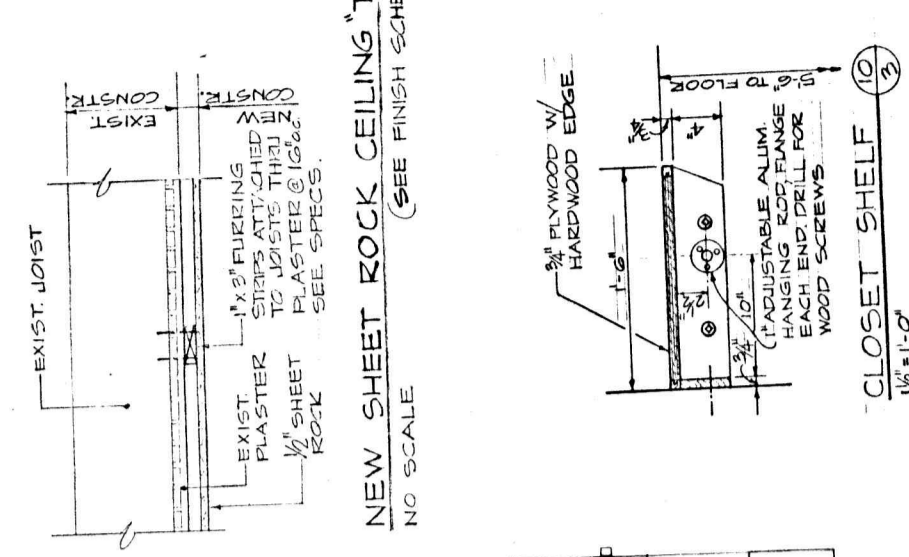 EXIST. JOIST
EXIST.
CONSTR.
NEW
CONSTR.
EXIST.
PLASTER
1/2" SHEET
ROCK
1"x3" FURRING
STRIPS ATTACHED
TO JOISTS THRU
PLASTER @ 16" o.c.
SEE SPECS.
NEW SHEET ROCK CEILING
NO SCALE
(SEE FINISH SCHE
3/4" PLYWOOD W/
HARDWOOD EDGE
1'-6"
3/4"
4"
5'-6" TO FLOOR
2 1/2"
3/4"
10"
1" ADJUSTABLE ALUM.
HANGING ROD, FLANGE
EACH END. DRILL FOR
WOOD SCREWS
CLOSET SHELF
1 1/2" = 1'-0"
10
3